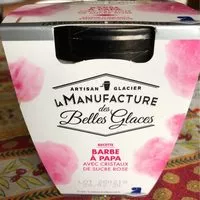 ARTISAN GLACIER
LA MANUFACTURE
des
Belles Glaces
RECETTE
BARBE
À PAPA
AVEC CRISTAUX
DE SUCRE ROSE